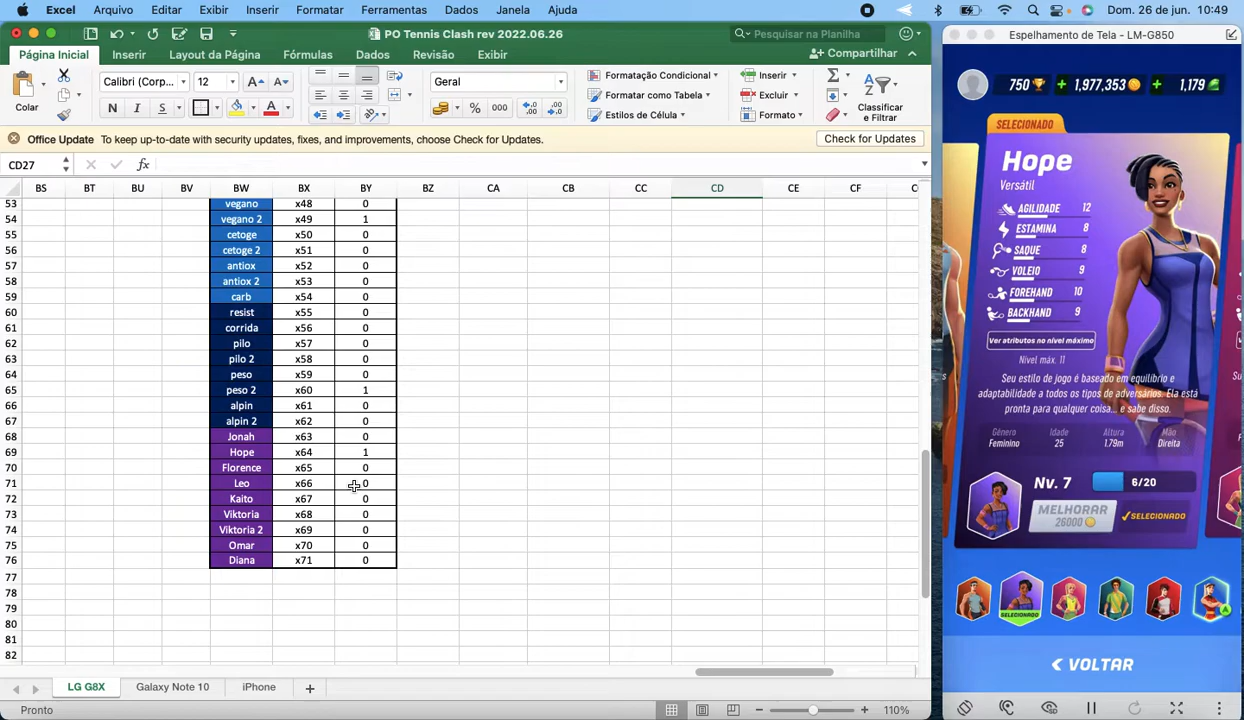 Excel Arquivo Editar Exibir Inserir Formatar Ferramentas Dados Janela Ajuda Dom. 26 de jun. 10:49
PO Tennis Clash rev 2022.06.26
Pesquisar na Planilha
Página Inicial Inserir Layout da Página Fórmulas Dados Revisão Exibir
Compartilhar
Colar
Calibri (Corp... 12
N I S
Geral
% 000
Formatação Condicional
Formatar como Tabela
Estilos de Célula
Inserir
Excluir
Formato
Classificar
e Filtrar
Office Update To keep up-to-date with security updates, fixes, and improvements, choose Check for Updates. Check for Updates
CD27 fx
BS BT BU BV BW BX BY BZ CA CB CC CD CE CF
53 vegano x48 0
54 vegano 2 x49 1
55 cetoge x50 0
56 cetoge 2 x51 0
57 antiox x52 0
58 antiox 2 x53 0
59 carb x54 0
60 resist x55 0
61 corrida x56 0
62 pilo x57 0
63 pilo 2 x58 0
64 peso x59 0
65 peso 2 x60 1
66 alpin x61 0
67 alpin 2 x62 0
68 Jonah x63 0
69 Hope x64 1
70 Florence x65 0
71 Leo x66 0
72 Kaito x67 0
73 Viktoria x68 0
74 Viktoria 2 x69 0
75 Omar x70 0
76 Diana x71 0
77
78
79
80
81
82
LG G8X Galaxy Note 10 iPhone
Pronto
110%
Espelhamento de Tela - LM-G850
750 1,977,353 1,179
SELECIONADO
Hope
Versátil
AGILIDADE 12
ESTAMINA 8
SAQUE 8
VOLEIO 9
FOREHAND 10
BACKHAND 9
Ver atributos no nível máximo
Nível máx. 11
Seu estilo de jogo é baseado em equilíbrio e
adaptabilidade a todos os tipos de adversários. Ela está
pronta para qualquer coisa... e sabe disso.
Gênero Idade Altura Mão
Feminino 25 1.79m Direita
Nv. 7 6/20
MELHORAR
26000
SELECIONADO
SELECIONADO
VOLTAR